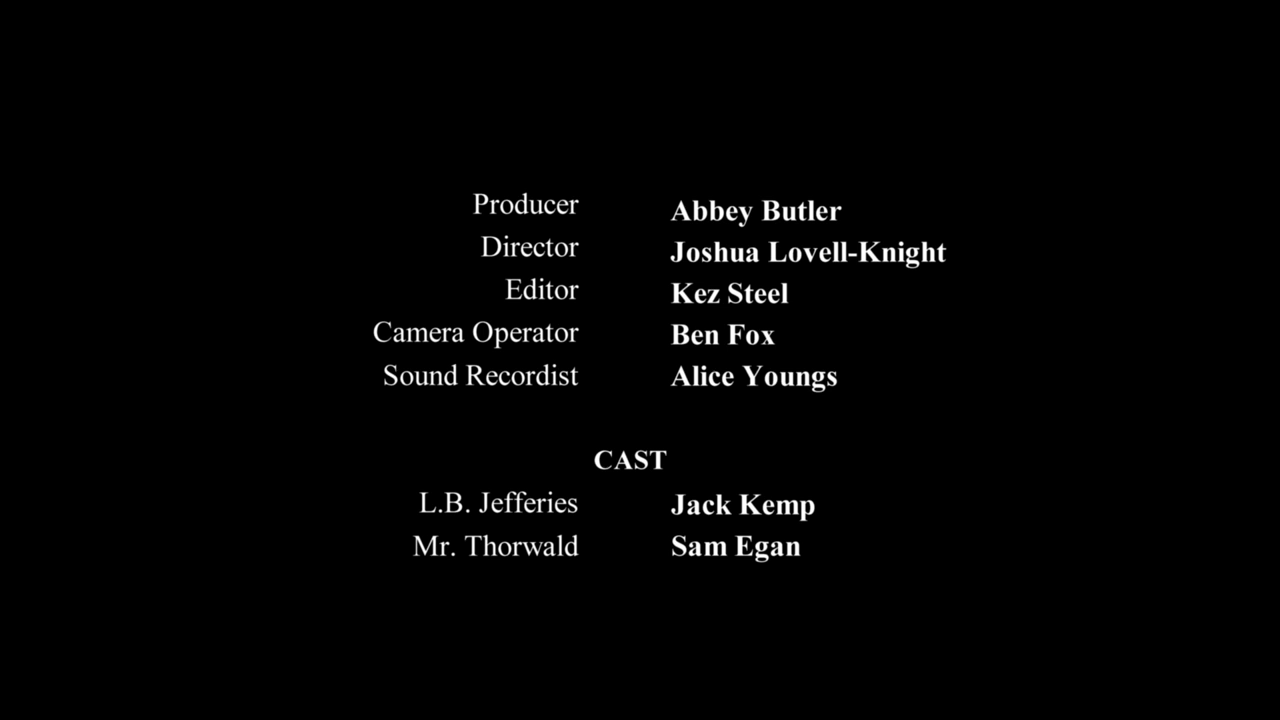 Producer Abbey Butler
Director Joshua Lovell-Knight
Editor Kez Steel
Camera Operator Ben Fox
Sound Recordist Alice Youngs
CAST
L.B. Jefferies Jack Kemp
Mr. Thorwald Sam Egan